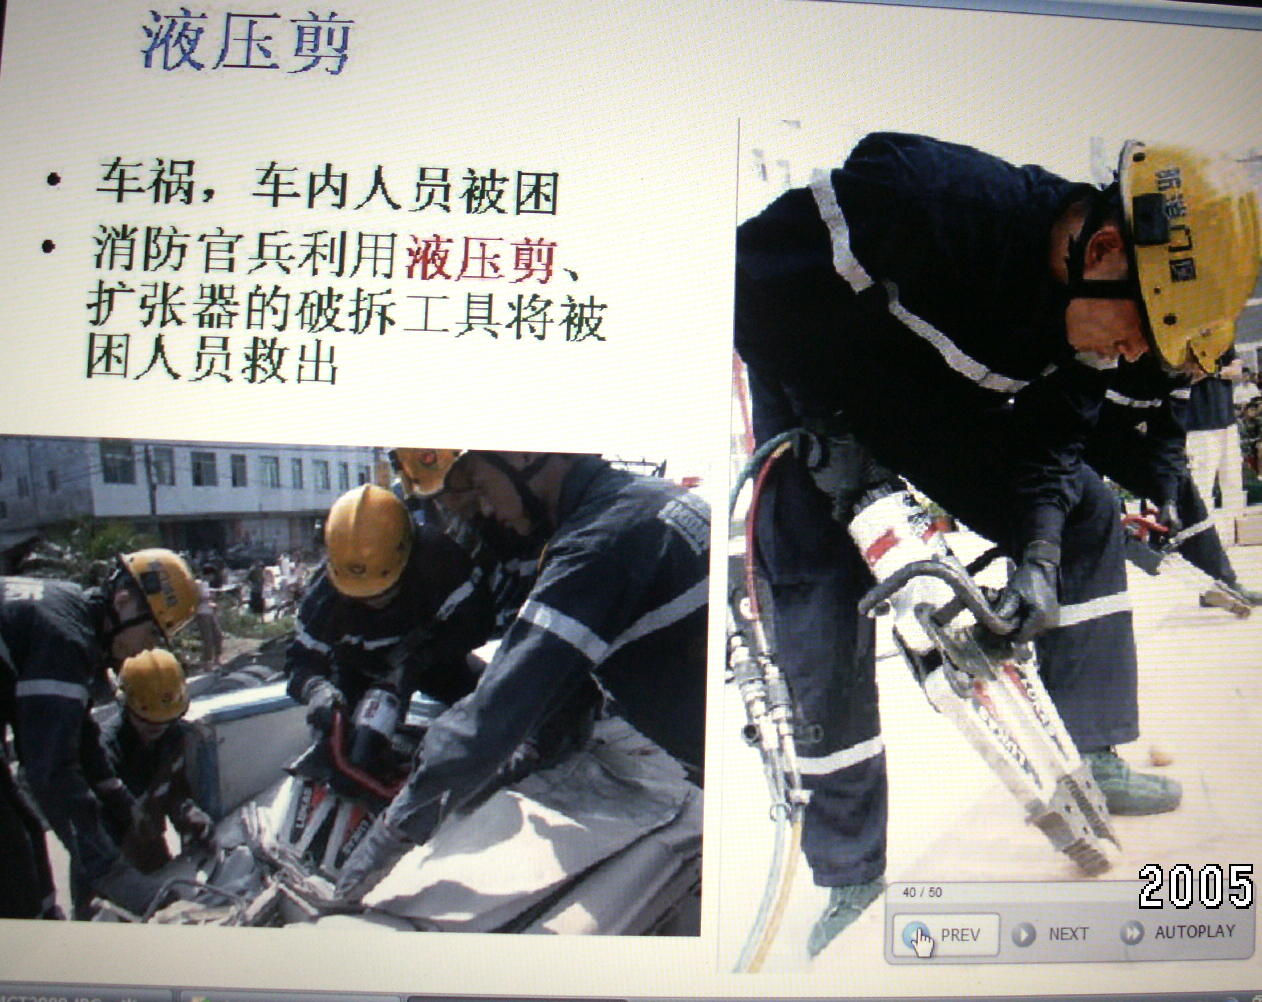 液压剪
• 车祸，车内人员被困
• 消防官兵利用液压剪、
扩张器的破拆工具将被
困人员救出
40 / 50
PREV
NEXT
AUTOPLAY
2005